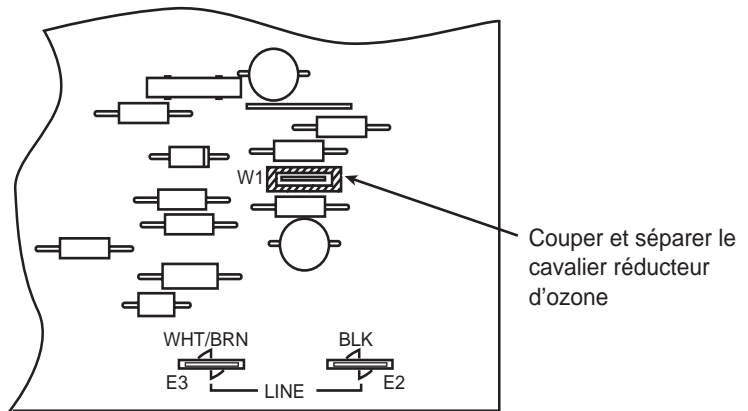 W1
Couper et séparer le
cavalier réducteur
d'ozone
WHT/BRN
BLK
E3
LINE
E2